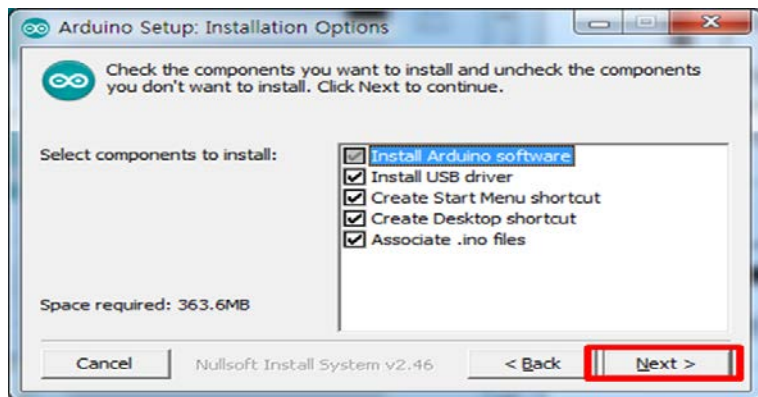 Arduino Setup: Installation Options
Check the components you want to install and uncheck the components
you don't want to install. Click Next to continue.
Select components to install:
Install Arduino software
Install USB driver
Create Start Menu shortcut
Create Desktop shortcut
Associate .ino files
Space required: 363.6MB
Cancel
Nullsoft Install System v2.46
< Back
Next >